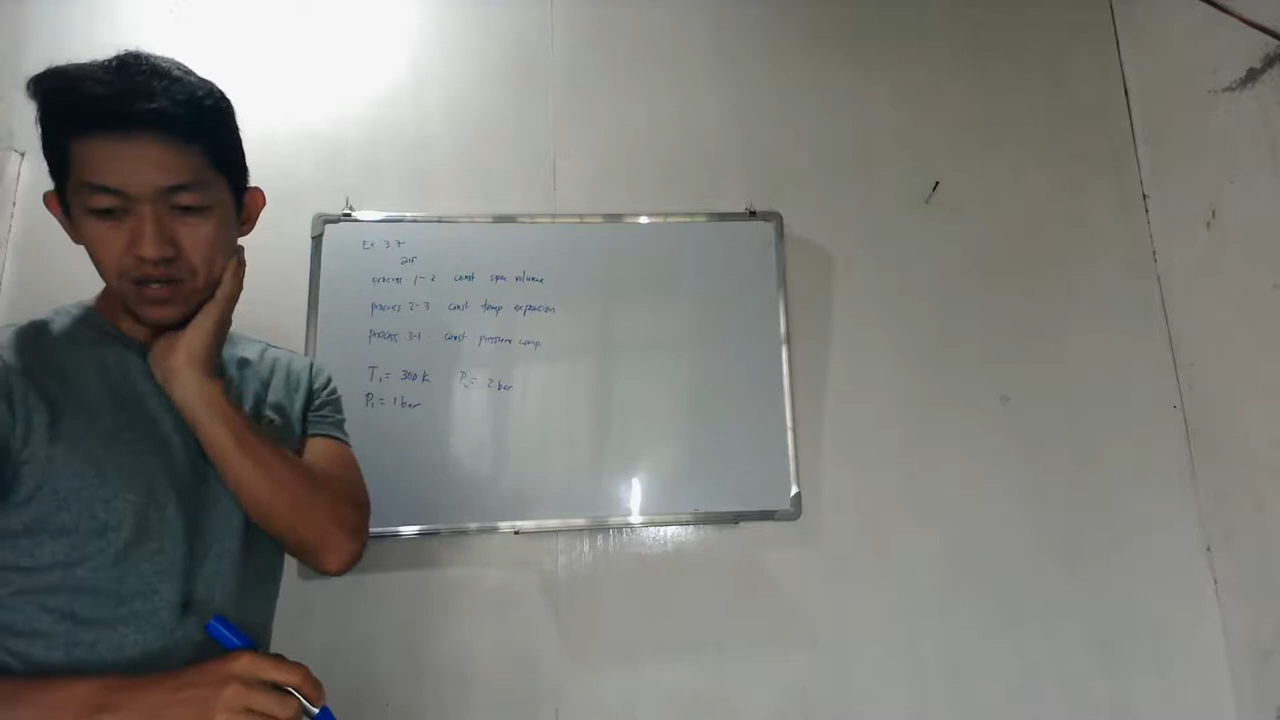 Ex 3.7
air
process 1-2 const spec volume
process 2-3 const temp expansion
process 3-1. const pressure comp
T₁ = 300 K P₂ = 2 bar
P₁ = 1 bar